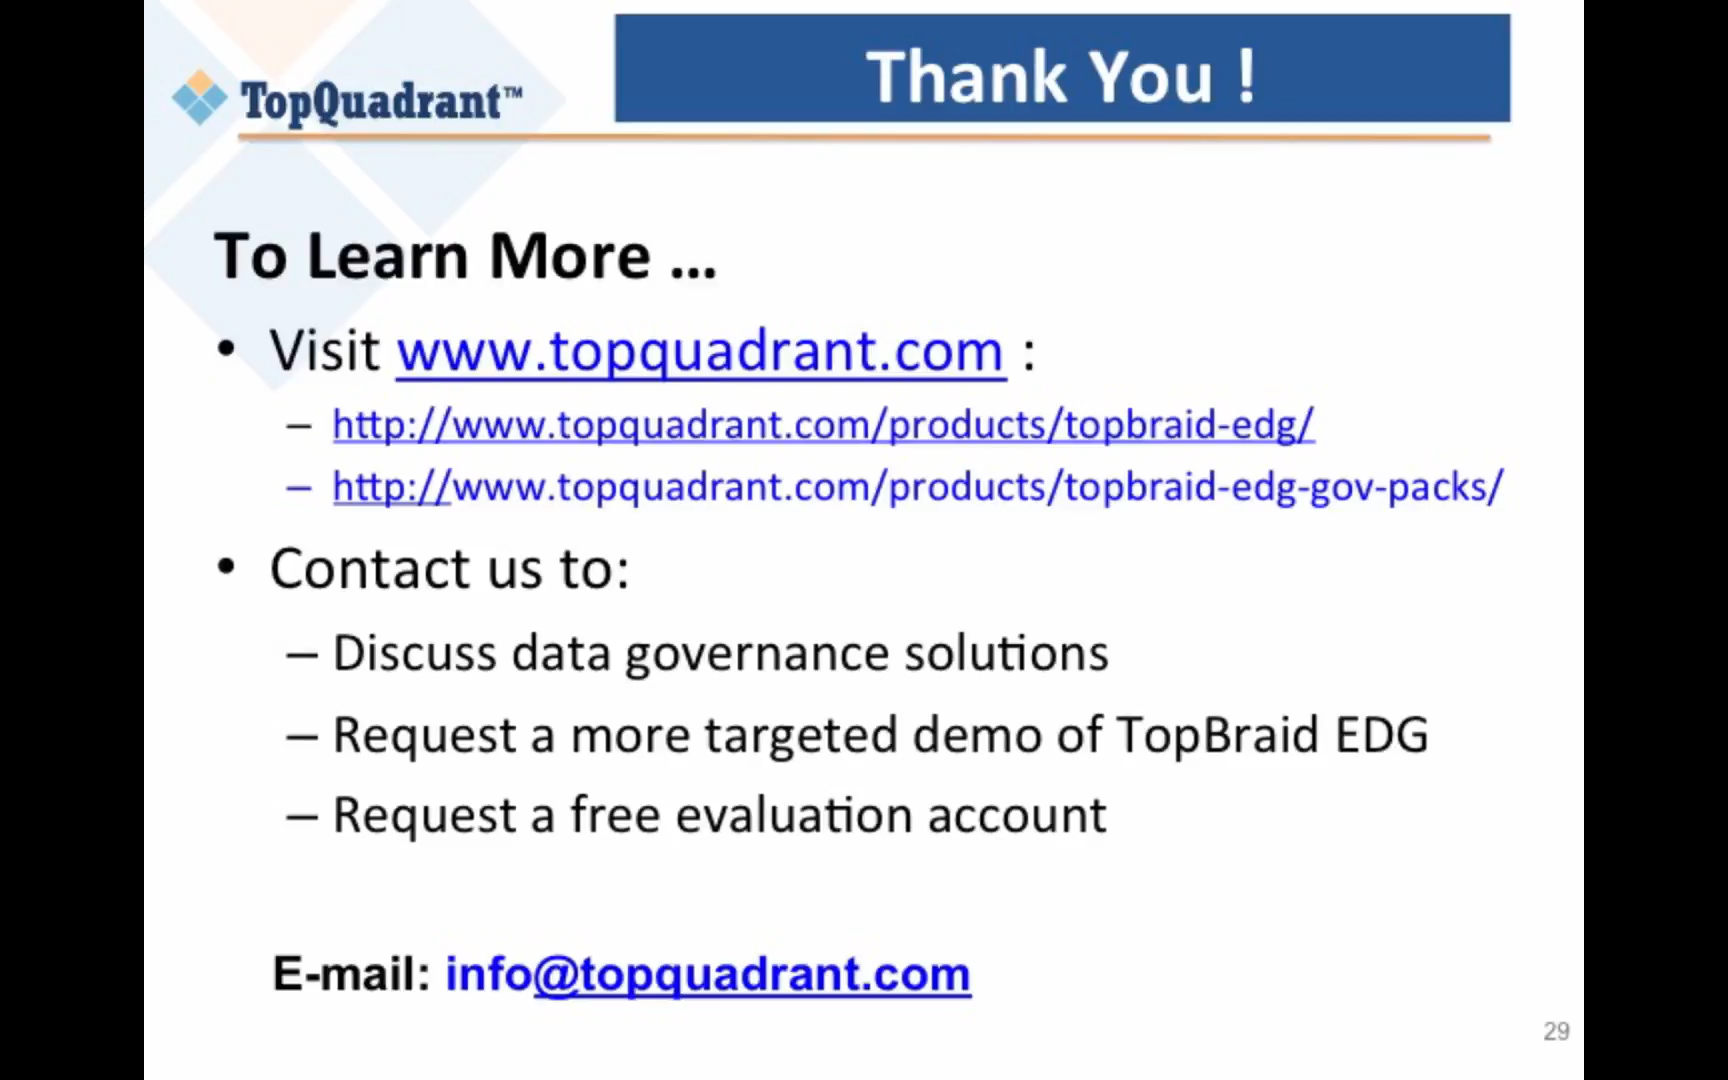 TopQuadrant™
Thank You !
To Learn More ...
• Visit www.topquadrant.com :
– http://www.topquadrant.com/products/topbraid-edg/
– http://www.topquadrant.com/products/topbraid-edg-gov-packs/
• Contact us to:
– Discuss data governance solutions
– Request a more targeted demo of TopBraid EDG
– Request a free evaluation account
E-mail: info@topquadrant.com
29